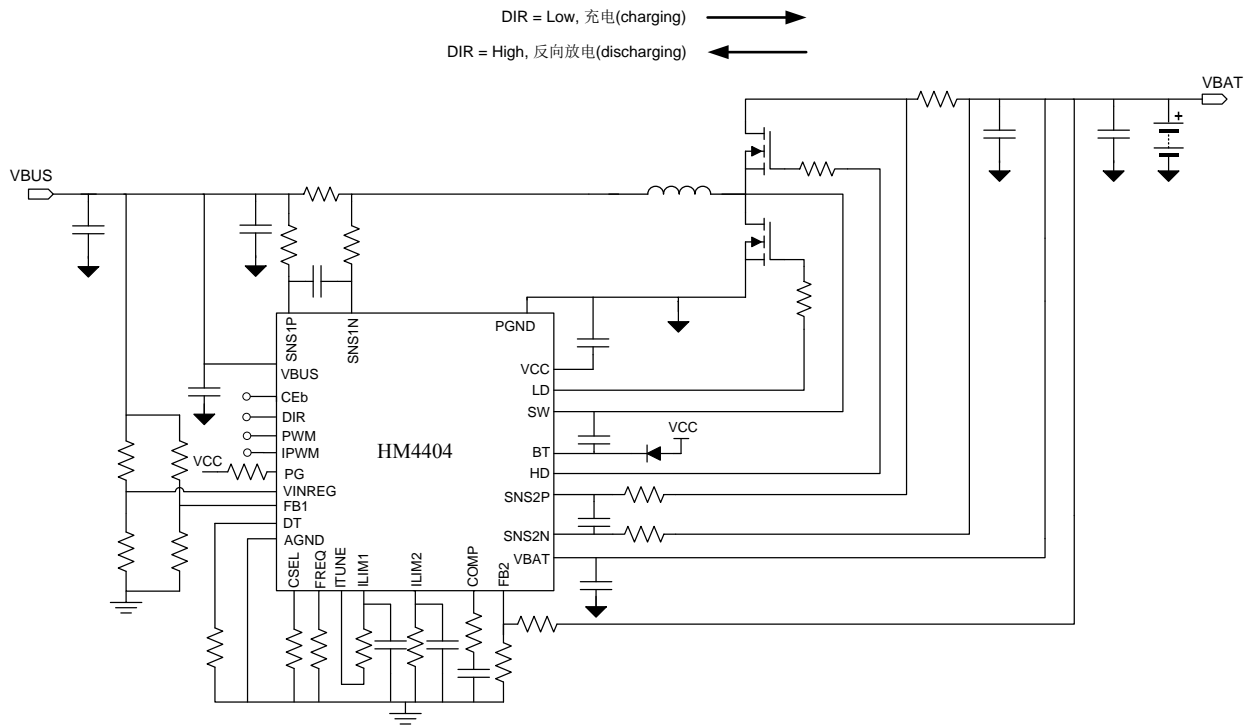 DIR = Low, 充电(charging)
DIR = High, 反向放电(discharging)
VBAT
+
VBUS
SNS1P
SNS1N
PGND
VBUS
VCC
CEb
LD
DIR
SW
PWM
VCC
IPWM
HM4404
BT
VCC
PG
HD
VINREG
SNS2P
FB1
DT
SNS2N
AGND
VBAT
CSEL
FREQ
ITUNE
ILIM1
ILIM2
COMP
FB2